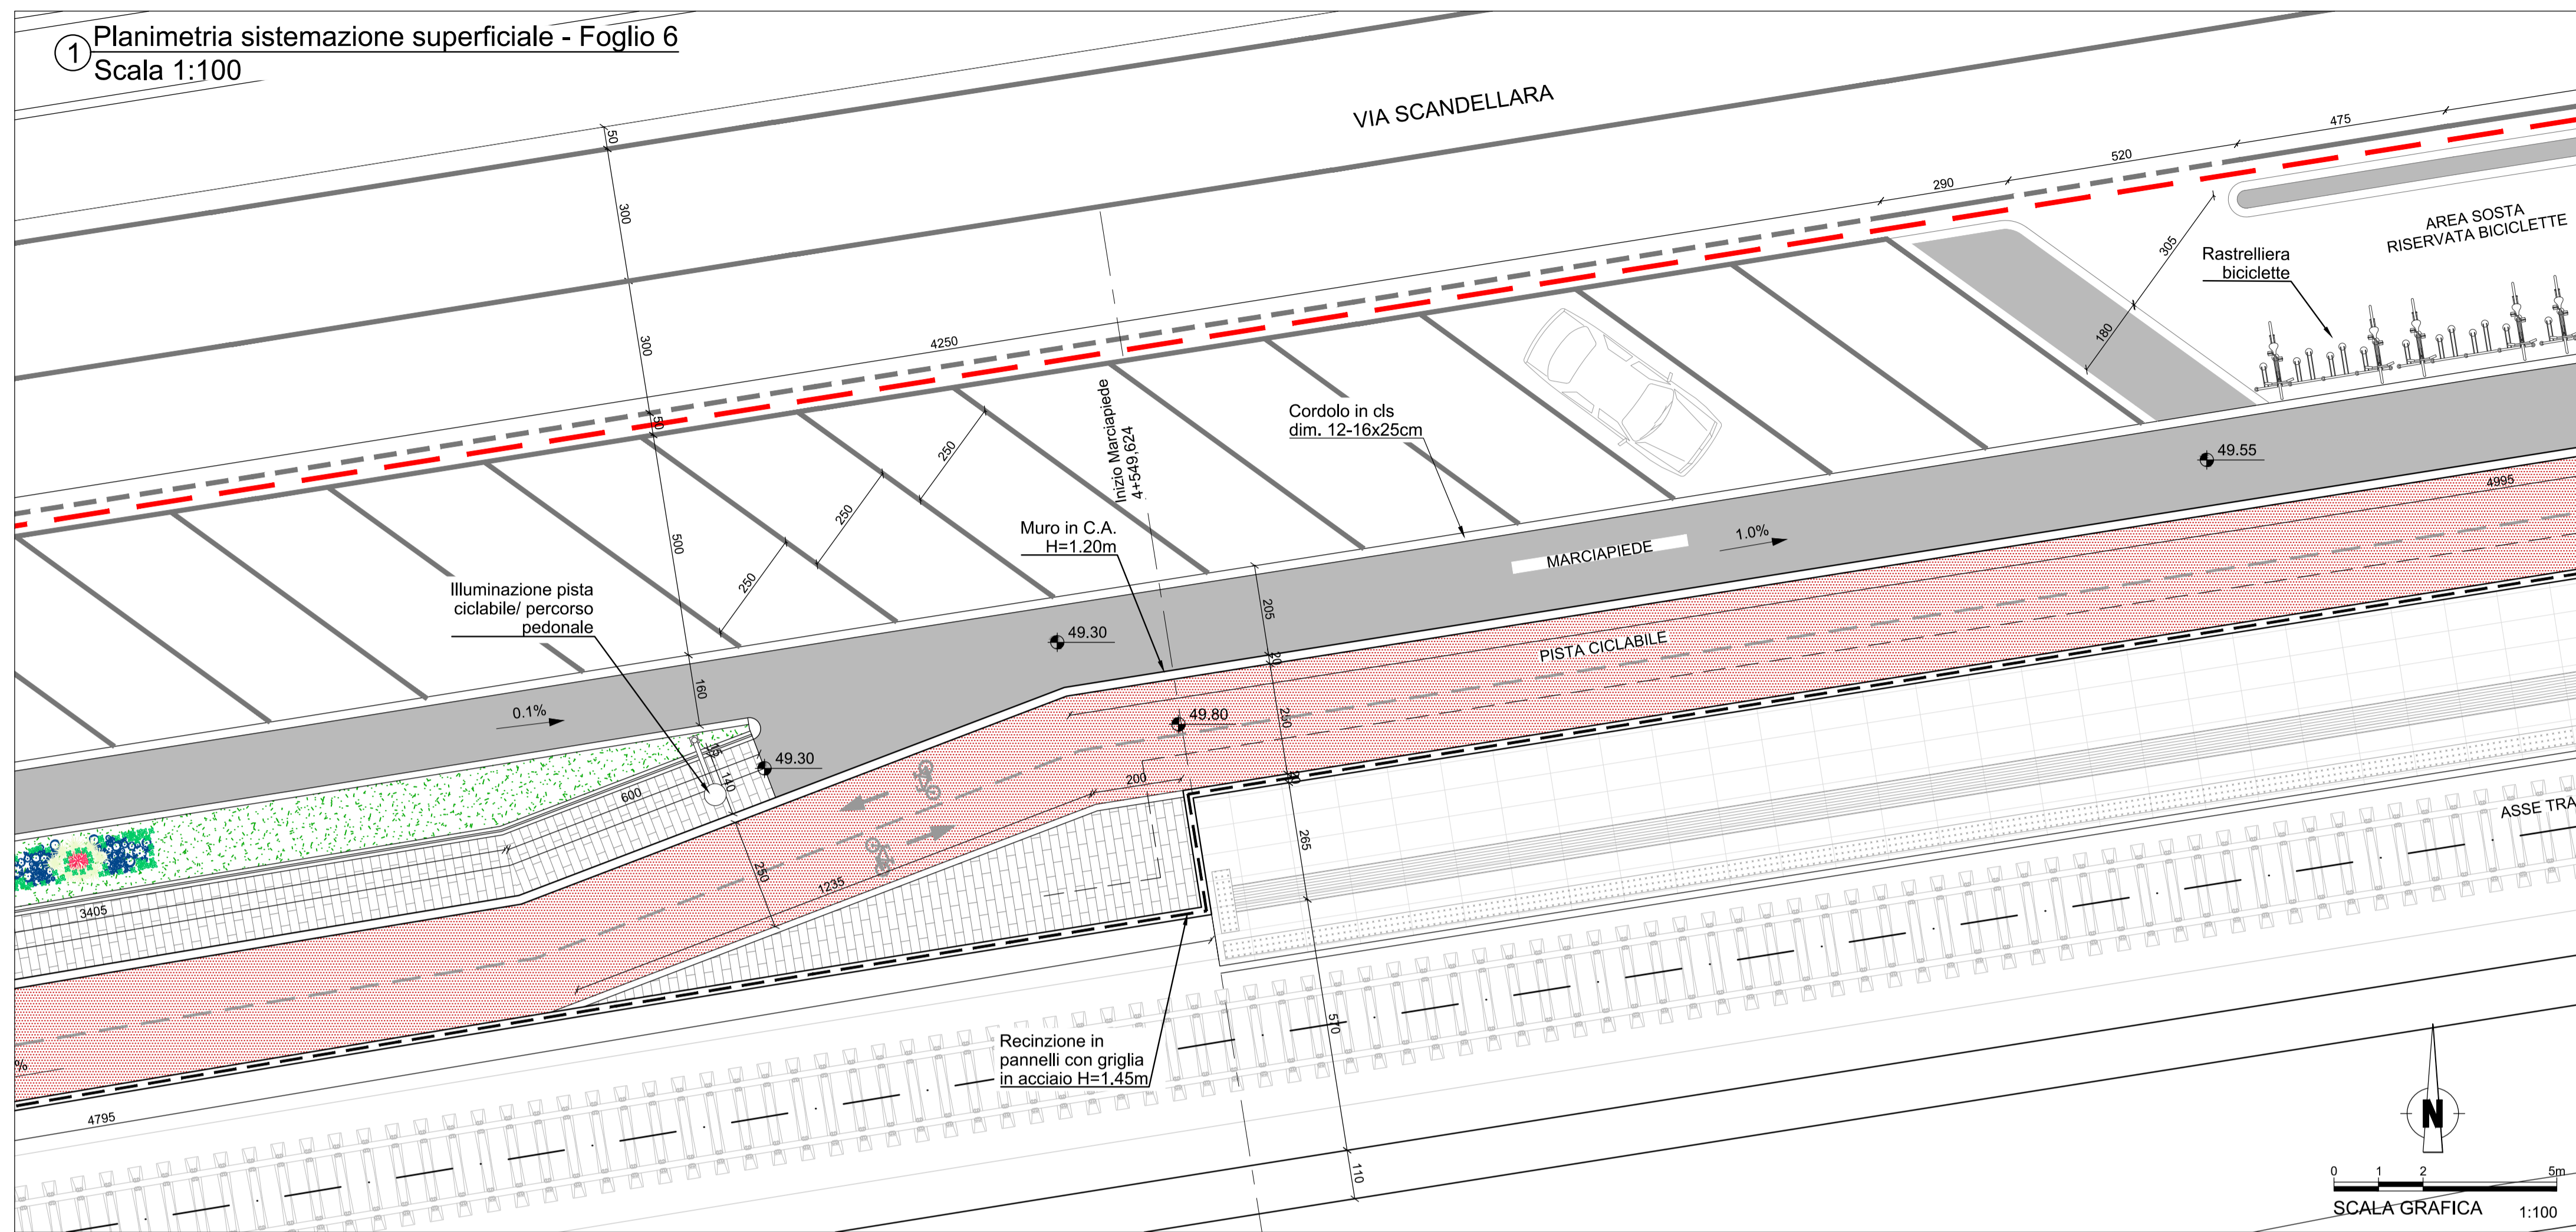 1
Planimetria sistemazione superficiale - Foglio 6
Scala 1:100
VIA SCANDELLARA
50
300
300
50
500
160
4250
290
520
475
305
180
AREA SOSTA
RISERVATA BICICLETTE
Rastrelliera
biciclette
Inizio Marciapiede
4+549,624
Cordolo in cls
dim. 12-16x25cm
250
250
250
Muro in C.A.
H=1.20m
Illuminazione pista
ciclabile/ percorso
pedonale
49.55
4995
MARCIAPIEDE
1.0%
205
20
49.30
PISTA CICLABILE
0.1%
49.80
250
49.30
15
140
600
200
20
265
250
1235
3405
ASSE TRA
%
4795
Recinzione in
pannelli con griglia
in acciaio H=1.45m
570
110
N
0 1 2 5m
SCALA GRAFICA 1:100